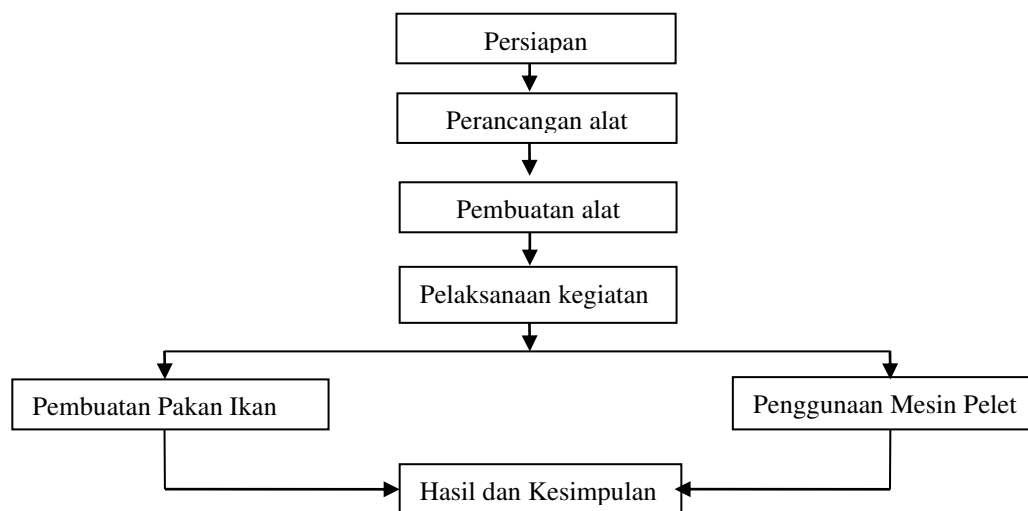 Persiapan
Perancangan alat
Pembuatan alat
Pelaksanaan kegiatan
Pembuatan Pakan Ikan
Penggunaan Mesin Pelet
Hasil dan Kesimpulan